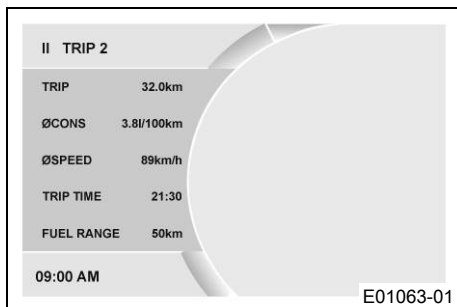 II TRIP 2
TRIP 32.0km
ØCONS 3.8l/100km
ØSPEED 89km/h
TRIP TIME 21:30
FUEL RANGE 50km
09:00 AM
E01063-01